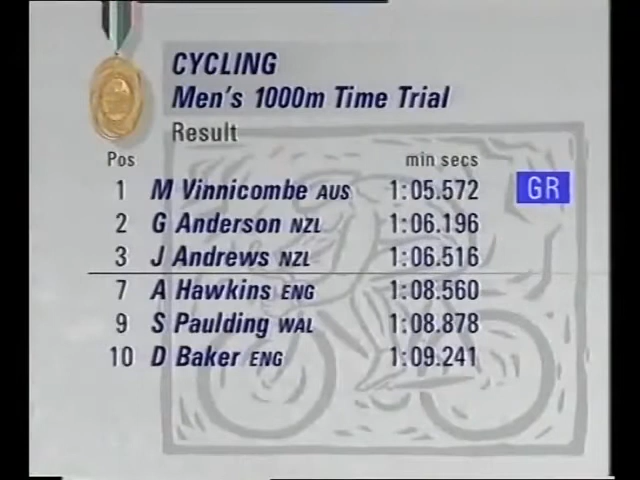 CYCLING
Men's 1000m Time Trial
Result
Pos min secs
1 M Vinnicombe AUS 1:05.572 GR
2 G Anderson NZL 1:06.196
3 J Andrews NZL 1:06.516
7 A Hawkins ENG 1:08.560
9 S Paulding WAL 1:08.878
10 D Baker ENG 1:09.241